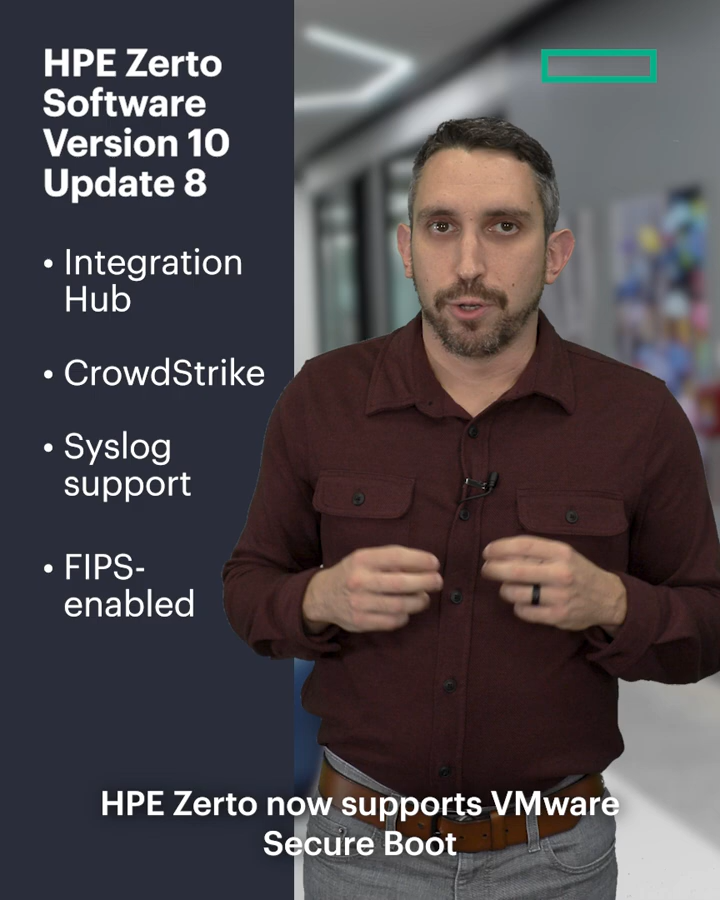 HPE Zerto
Software
Version 10
Update 8
• Integration
Hub
• CrowdStrike
• Syslog
support
• FIPS-
enabled
HPE Zerto now supports VMware
Secure Boot